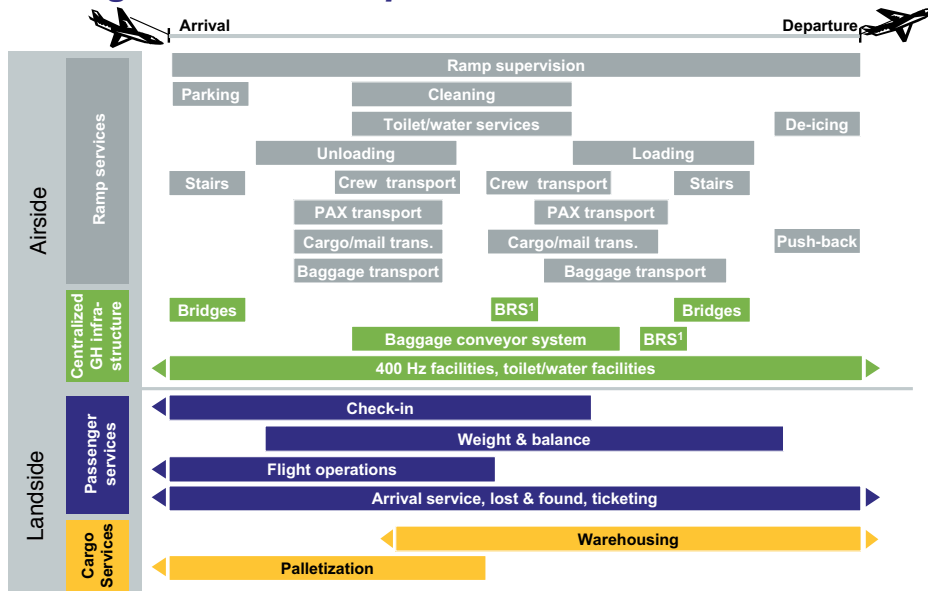 Arrival
Departure
Airside
Ramp services
Ramp supervision
Parking
Cleaning
Toilet/water services
De-icing
Unloading
Loading
Stairs
Crew transport
Crew transport
Stairs
PAX transport
PAX transport
Cargo/mail trans.
Cargo/mail trans.
Push-back
Baggage transport
Baggage transport
Centralized
GH infra-
structure
Bridges
BRS¹
Bridges
Baggage conveyor system
BRS¹
400 Hz facilities, toilet/water facilities
Landside
Passenger
services
Check-in
Weight & balance
Flight operations
Arrival service, lost & found, ticketing
Cargo
Services
Warehousing
Palletization